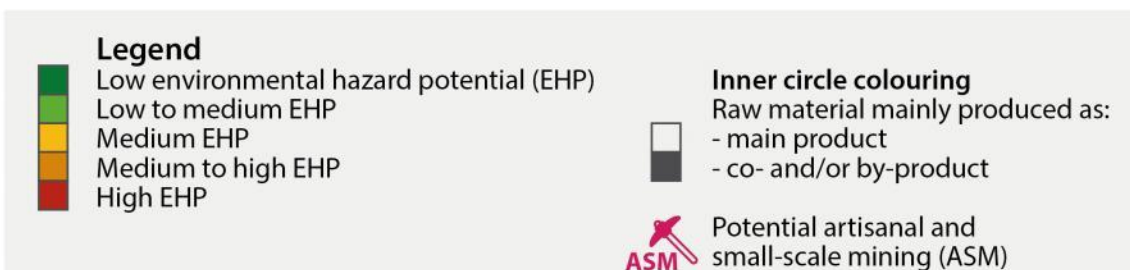 Legend
Low environmental hazard potential (EHP)
Low to medium EHP
Medium EHP
Medium to high EHP
High EHP
Inner circle colouring
Raw material mainly produced as:
- main product
- co- and/or by-product
ASM
Potential artisanal and
small-scale mining (ASM)